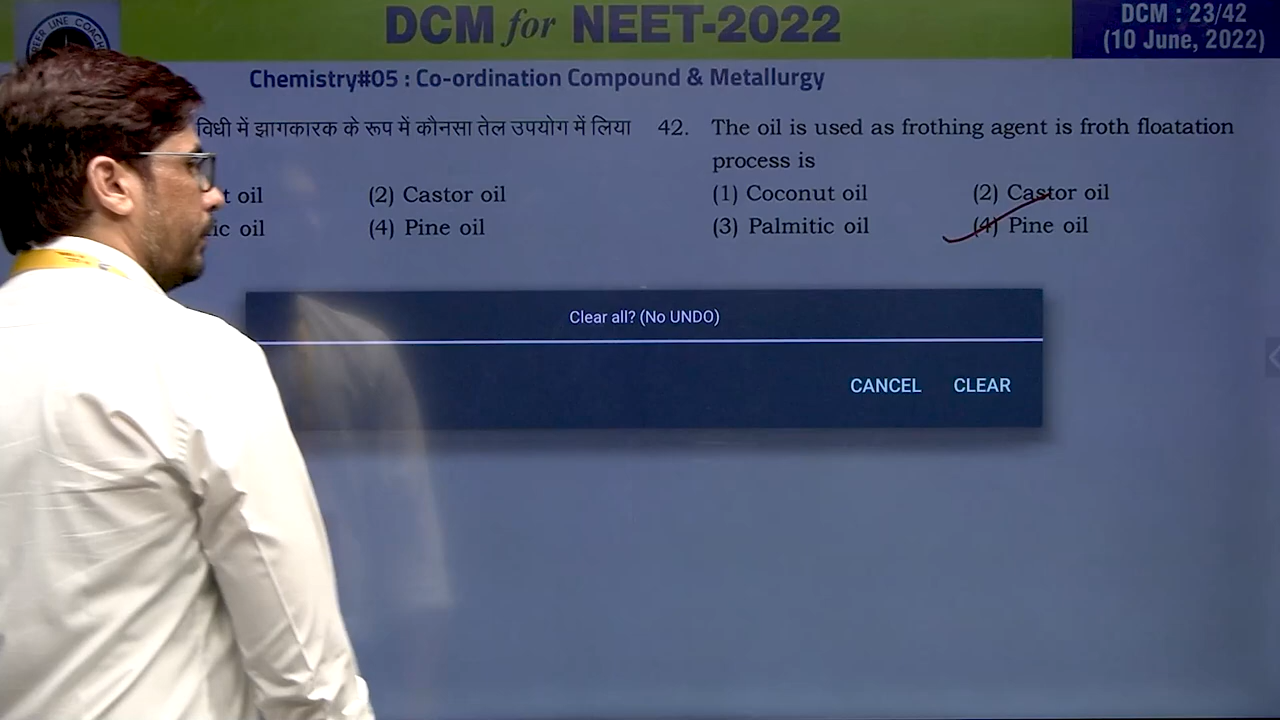 DCM for NEET-2022
DCM : 23/42
(10 June, 2022)
LINE COACH
Chemistry#05 : Co-ordination Compound & Metallurgy
विधी में झागकारक के रूप में कौनसा तेल उपयोग में लिया
oil
(2) Castor oil
oil
(4) Pine oil
42. The oil is used as frothing agent is froth floatation
process is
(1) Coconut oil (2) Castor oil
(3) Palmitic oil (4) Pine oil
Clear all? (No UNDO)
CANCEL CLEAR